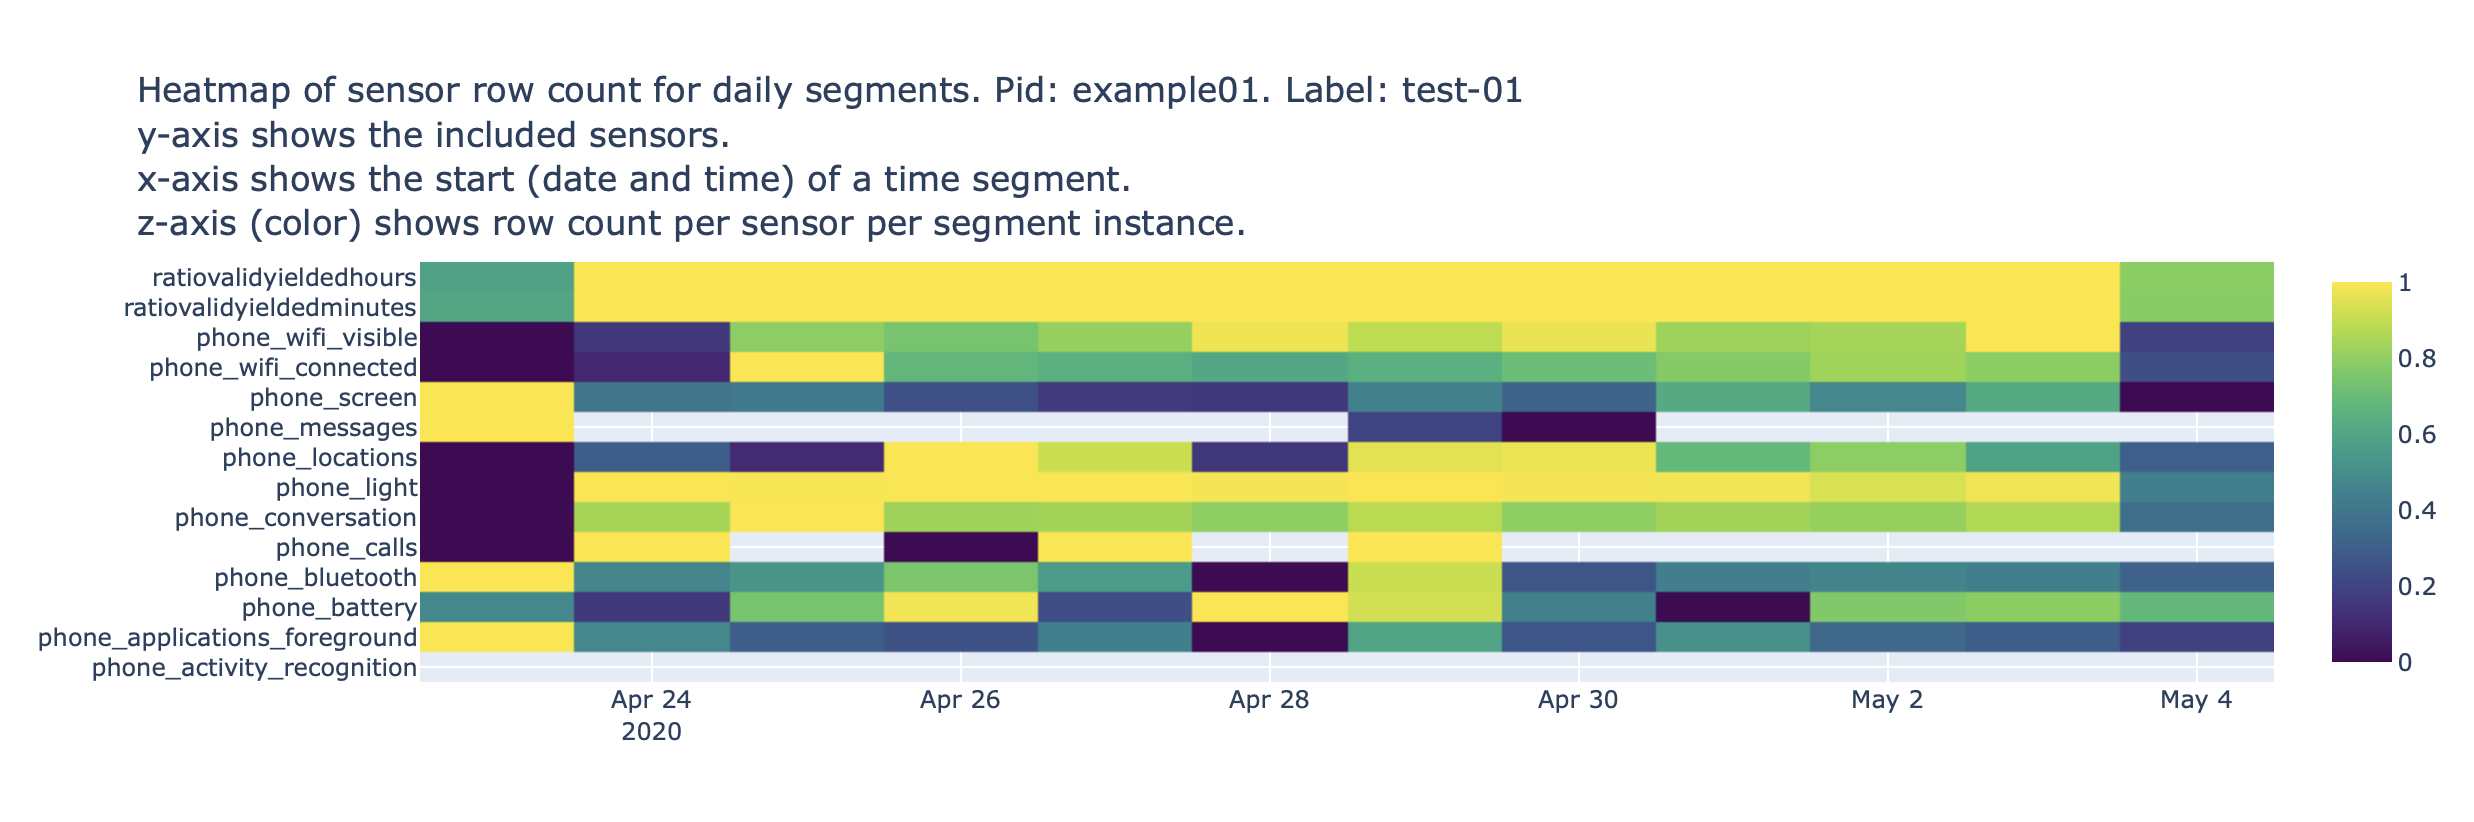 Heatmap of sensor row count for daily segments. Pid: example01. Label: test-01
y-axis shows the included sensors.
x-axis shows the start (date and time) of a time segment.
z-axis (color) shows row count per sensor per segment instance.
ratiovalidyieldedhours
ratiovalidyieldedminutes
phone_wifi_visible
phone_wifi_connected
phone_screen
phone_messages
phone_locations
phone_light
phone_conversation
phone_calls
phone_bluetooth
phone_battery
phone_applications_foreground
phone_activity_recognition
Apr 24
2020
Apr 26
Apr 28
Apr 30
May 2
May 4
1
0.8
0.6
0.4
0.2
0